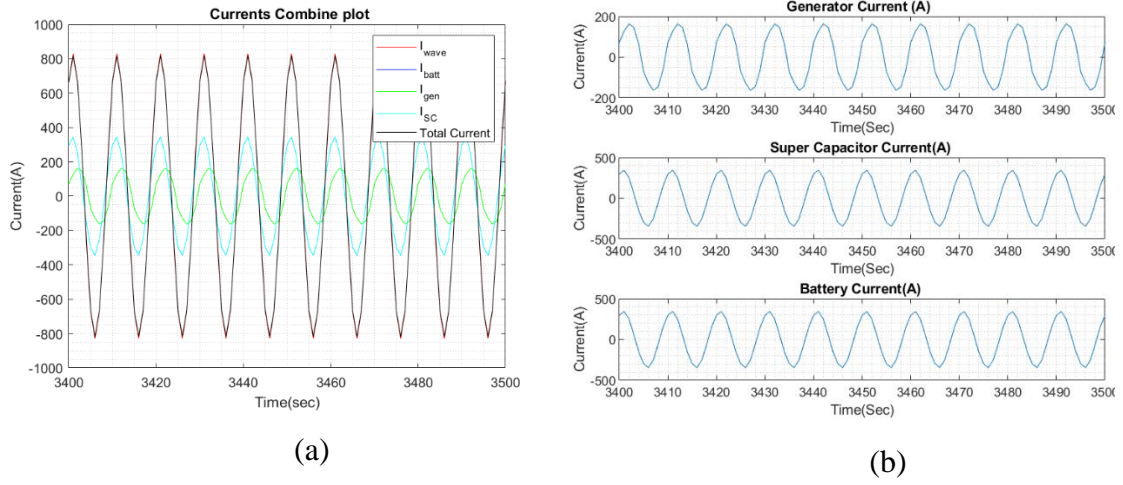 Currents Combine plot
1000
800
600
400
200
0
-200
-400
-600
-800
-1000
Current(A)
I_wave
I_batt
I_gen
I_SC
Total Current
3400 3420 3440 3460 3480 3500
Time(sec)
(a)
Generator Current (A)
200
0
-200
Current(A)
3400 3410 3420 3430 3440 3450 3460 3470 3480 3490 3500
Time(Sec)
Super Capacitor Current(A)
500
0
-500
Current(A)
3400 3410 3420 3430 3440 3450 3460 3470 3480 3490 3500
Time(Sec)
Battery Current(A)
500
0
-500
Current(A)
3400 3410 3420 3430 3440 3450 3460 3470 3480 3490 3500
Time(Sec)
(b)